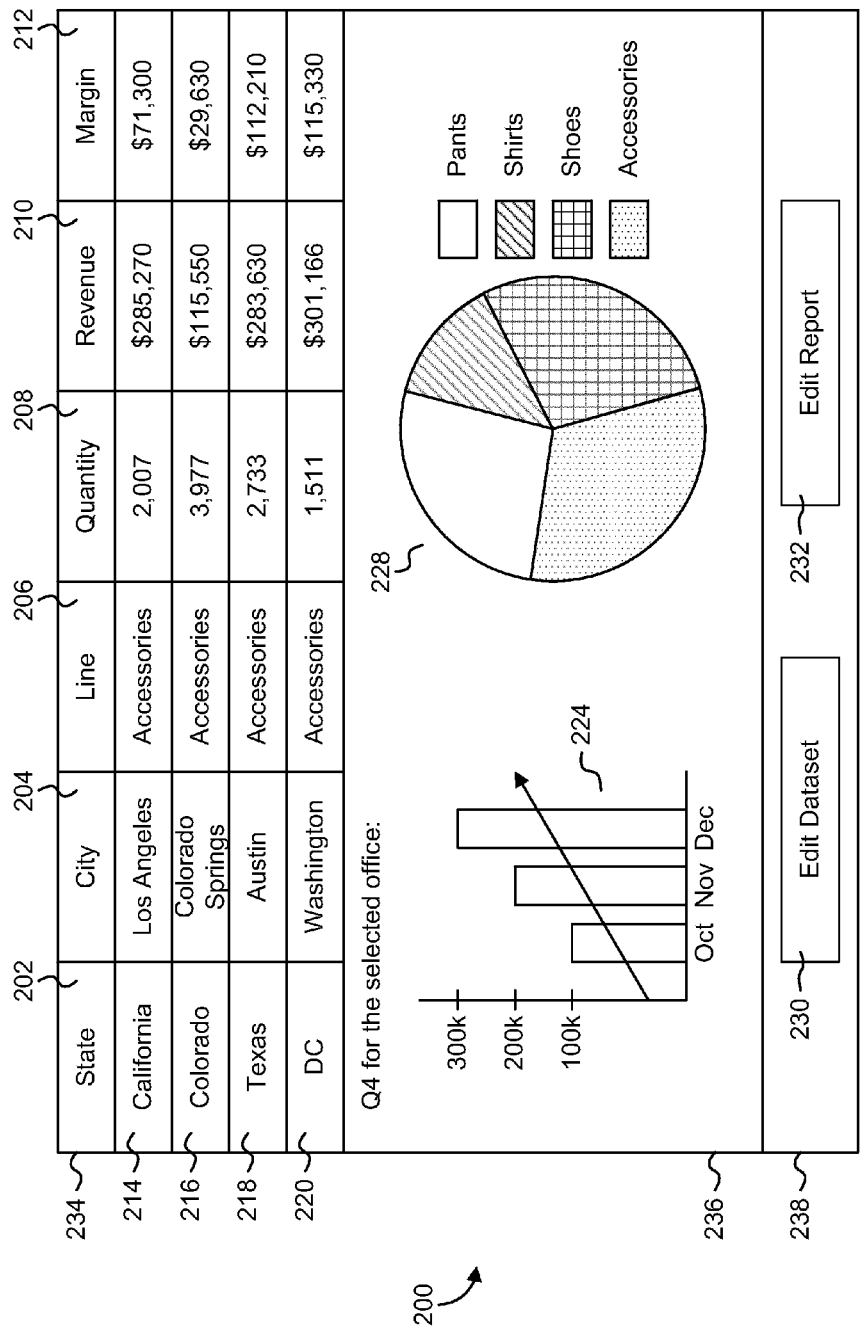 202 204 206 208 210 212
234 State City Line Quantity Revenue Margin
214 California Los Angeles Accessories 2,007 $285,270 $71,300
216 Colorado Colorado Springs Accessories 3,977 $115,550 $29,630
218 Texas Austin Accessories 2,733 $283,630 $112,210
220 DC Washington Accessories 1,511 $301,166 $115,330
Q4 for the selected office:
300k
200k
100k
Oct Nov Dec
224
228
Pants
Shirts
Shoes
Accessories
236
230 Edit Dataset
232 Edit Report
238
200